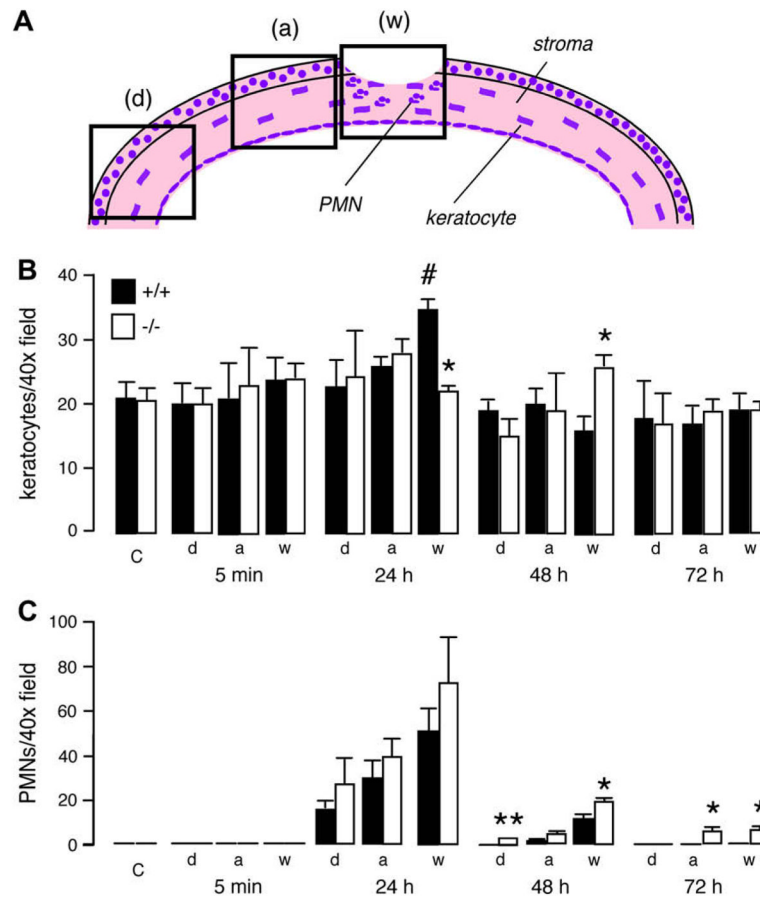 A
(d) (a) (w)
stroma
PMN
keratocyte
B
keratocytes/40x field
40
30
20
10
0
+/+
-/-
#
*
*
C d a w d a w d a w d a w
5 min 24 h 48 h 72 h
C
PMNs/40x field
100
80
60
40
20
0
** * * *
C d a w d a w d a w d a w
5 min 24 h 48 h 72 h